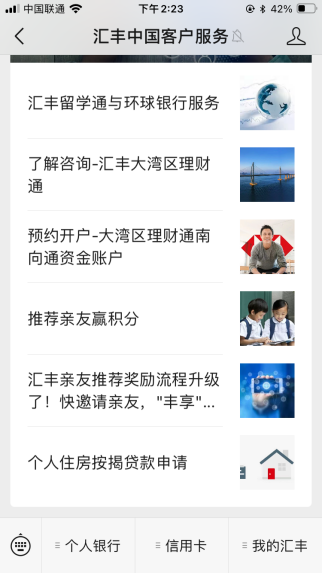 中国联通
下午2:23
42%
汇丰中国客户服务
汇丰留学通与环球银行服务
了解咨询-汇丰大湾区理财
通
预约开户-大湾区理财通南
向通资金账户
推荐亲友赢积分
汇丰亲友推荐奖励流程升级
了！快邀请亲友，"丰享"...
个人住房按揭贷款申请
个人银行
信用卡
我的汇丰